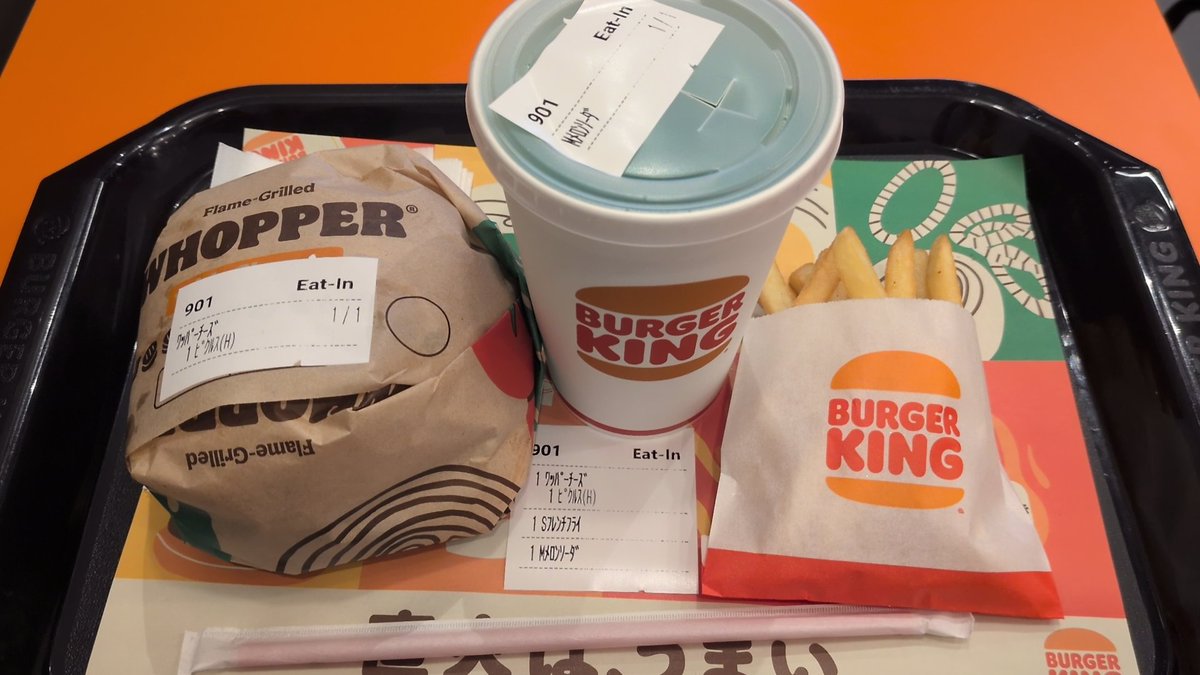 Eat-In
1/1
901
Mメロンソーダ
Flame-Grilled
WHOPPER®
901 Eat-In
1/1
ワッパーチーズ
1 ピクルス(H)
Flame-Grilled
BURGER
KING
901 Eat-In
1 ワッパーチーズ
1 ピクルス(H)
1 Sフレンチフライ
1 Mメロンソーダ
BURGER
KING
BURGER
KING